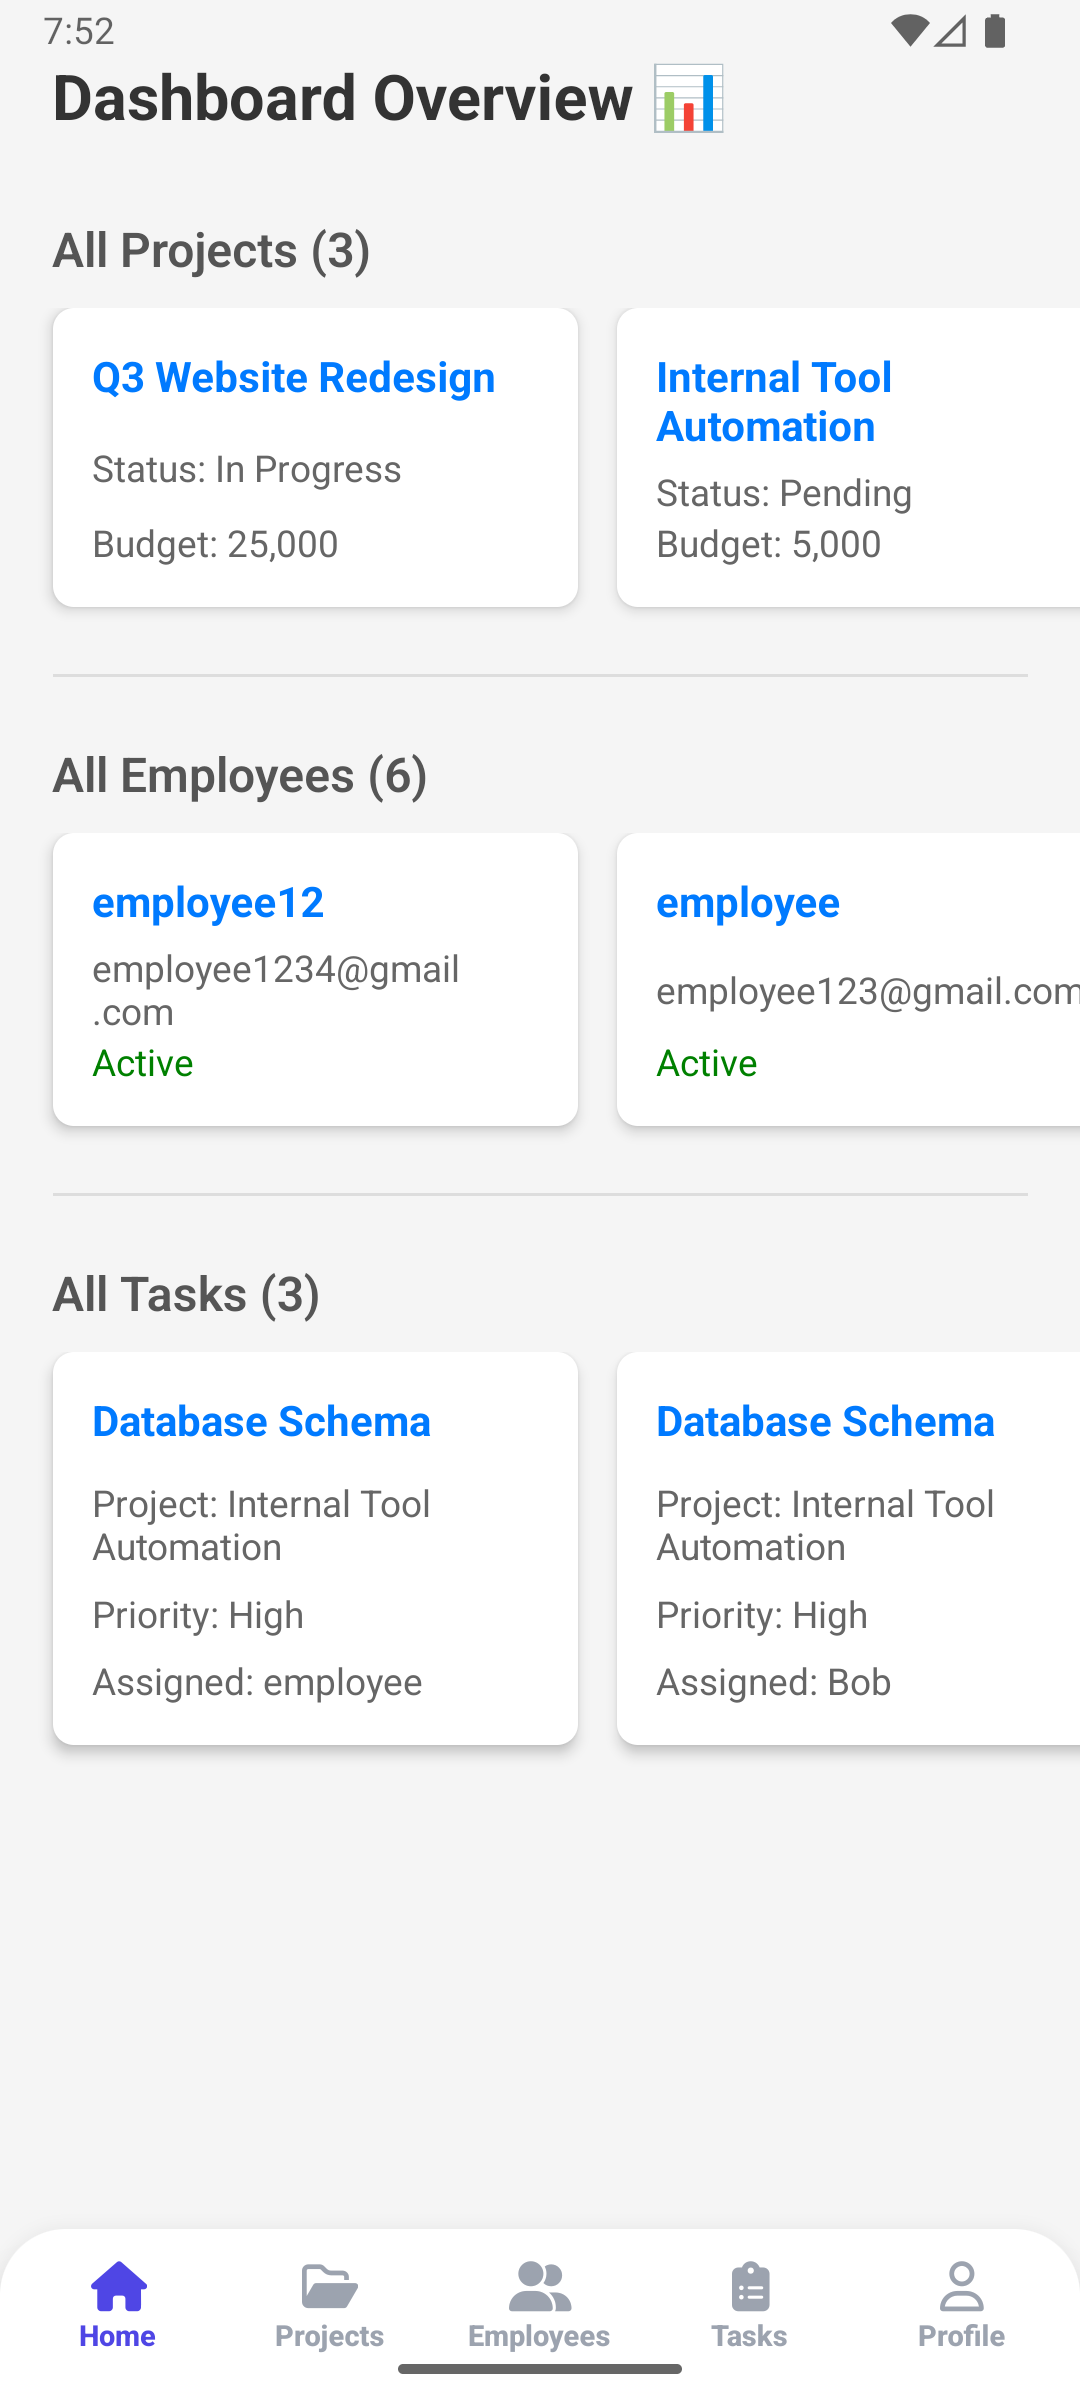 7:52
Dashboard Overview
All Projects (3)
Q3 Website Redesign
Status: In Progress
Budget: 25,000
Internal Tool
Automation
Status: Pending
Budget: 5,000
All Employees (6)
employee12
employee1234@gmail
.com
Active
employee
employee123@gmail.com
Active
All Tasks (3)
Database Schema
Project: Internal Tool
Automation
Priority: High
Assigned: employee
Database Schema
Project: Internal Tool
Automation
Priority: High
Assigned: Bob
Home
Projects
Employees
Tasks
Profile